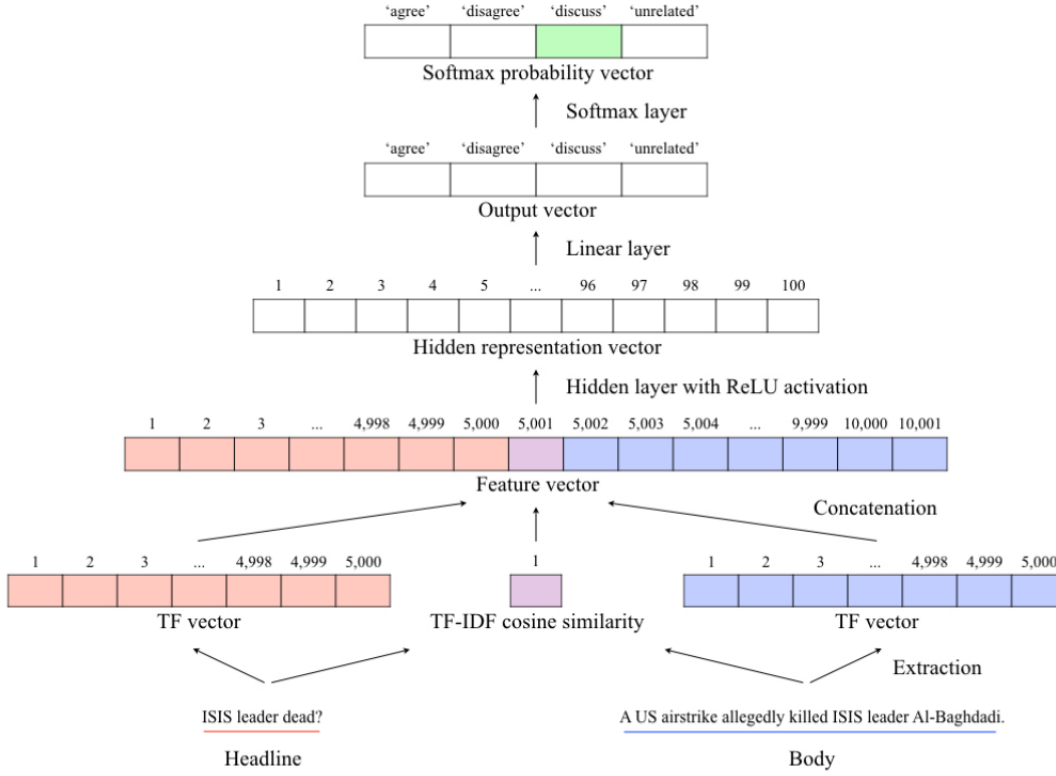 ‘agree’ ‘disagree’ ‘discuss’ ‘unrelated’
Softmax probability vector
Softmax layer
‘agree’ ‘disagree’ ‘discuss’ ‘unrelated’
Output vector
Linear layer
1 2 3 4 5 ... 96 97 98 99 100
Hidden representation vector
Hidden layer with ReLU activation
1 2 3 ... 4,998 4,999 5,000 5,001 5,002 5,003 5,004 ... 9,999 10,000 10,001
Feature vector
Concatenation
1 2 3 ... 4,998 4,999 5,000 1 1 2 3 ... 4,998 4,999 5,000
TF vector TF-IDF cosine similarity TF vector
Extraction
ISIS leader dead? A US airstrike allegedly killed ISIS leader Al-Baghdadi.
Headline Body